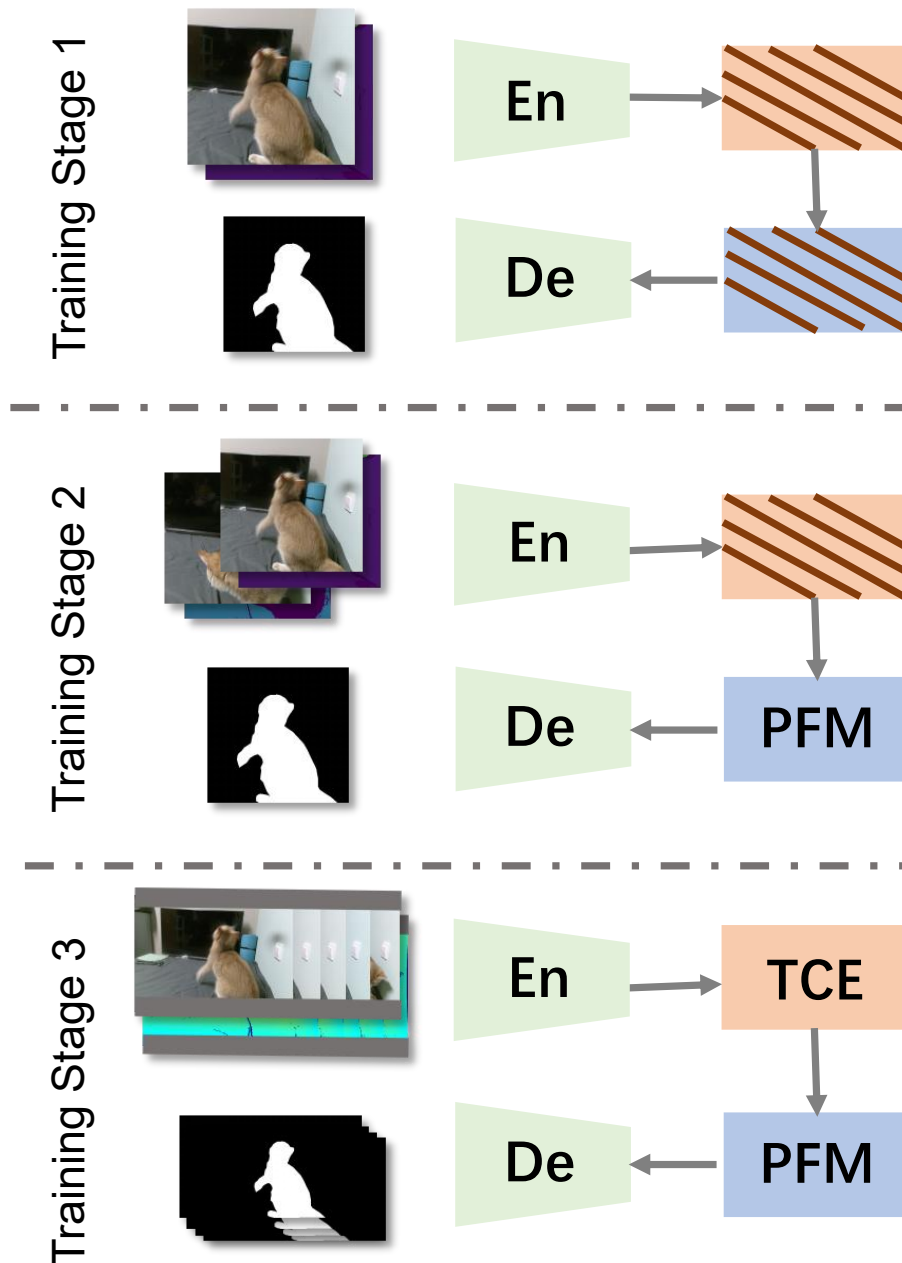 Training Stage 1
En
De
Training Stage 2
En
De
PFM
Training Stage 3
En
TCE
De
PFM